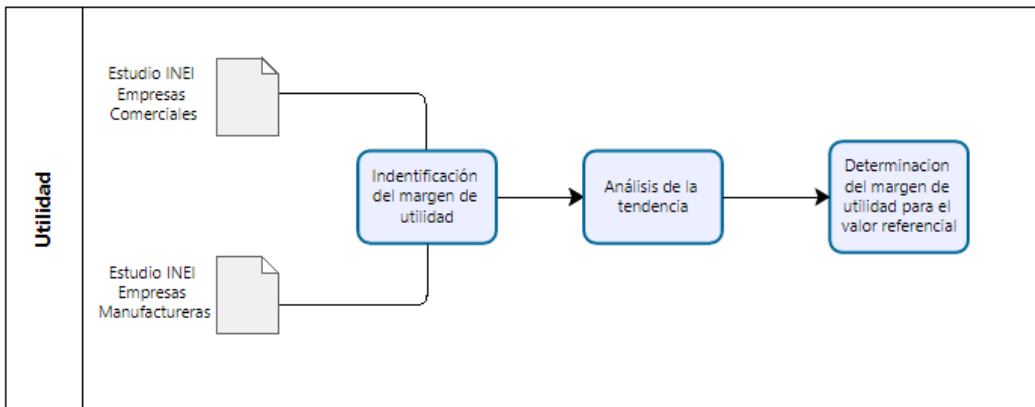 Utilidad
Estudio INEI
Empresas
Comerciales
Estudio INEI
Empresas
Manufactureras
Indentificación
del margen de
utilidad
Análisis de la
tendencia
Determinacion
del margen de
utilidad para el
valor referencial